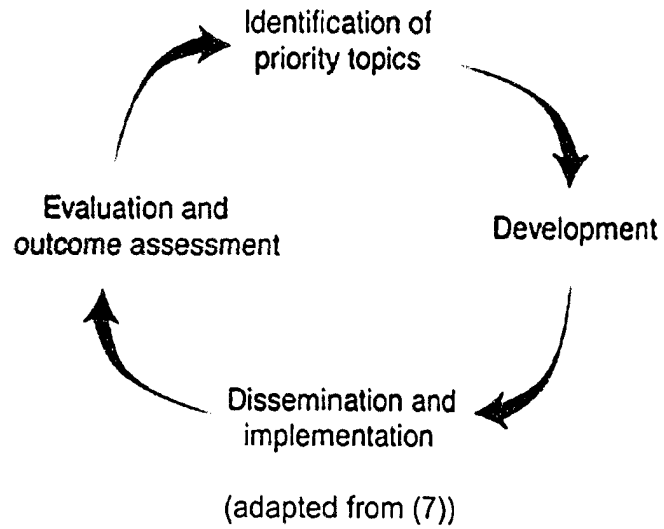 Identification of
priority topics
Evaluation and
outcome assessment
Development
Dissemination and
implementation
(adapted from (7))